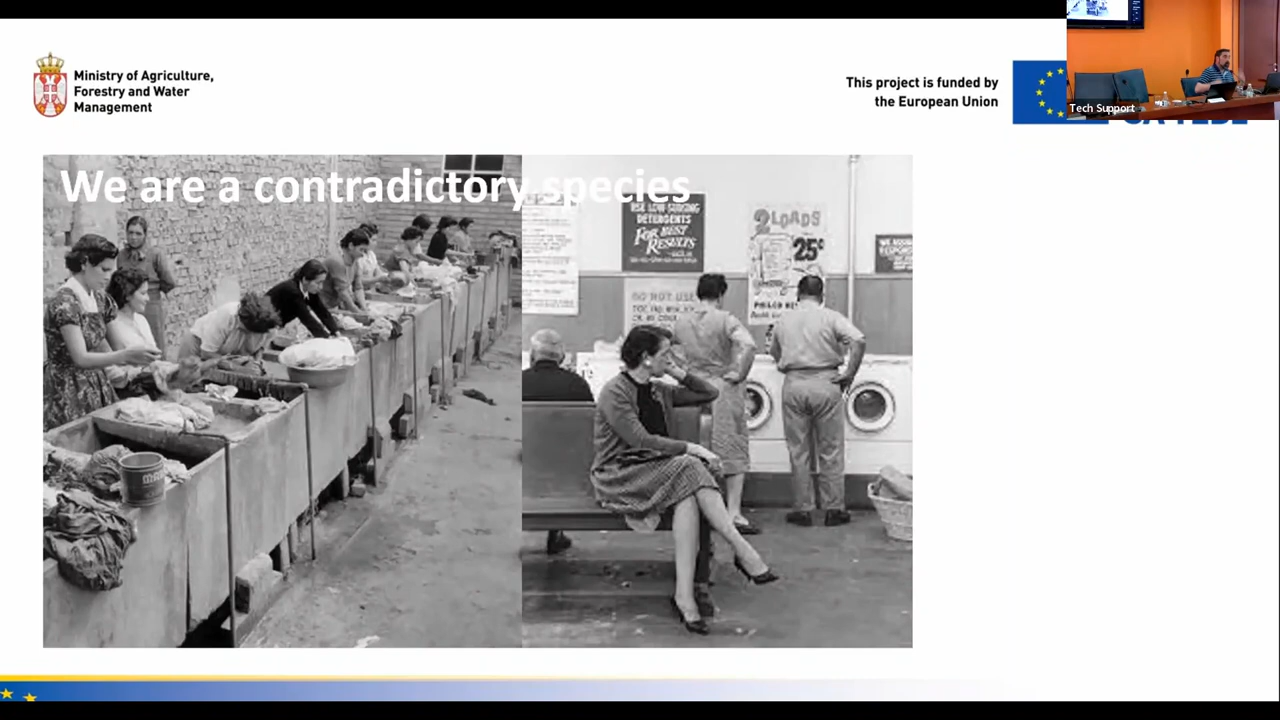 Ministry of Agriculture,
Forestry and Water
Management
This project is funded by
the European Union
Tech Support
We are a contradictory species
USE LOW-SUDSING
DETERGENTS
FOR BEST
RESULTS
2 LOADS
25¢
DO NOT USE
PHILCO